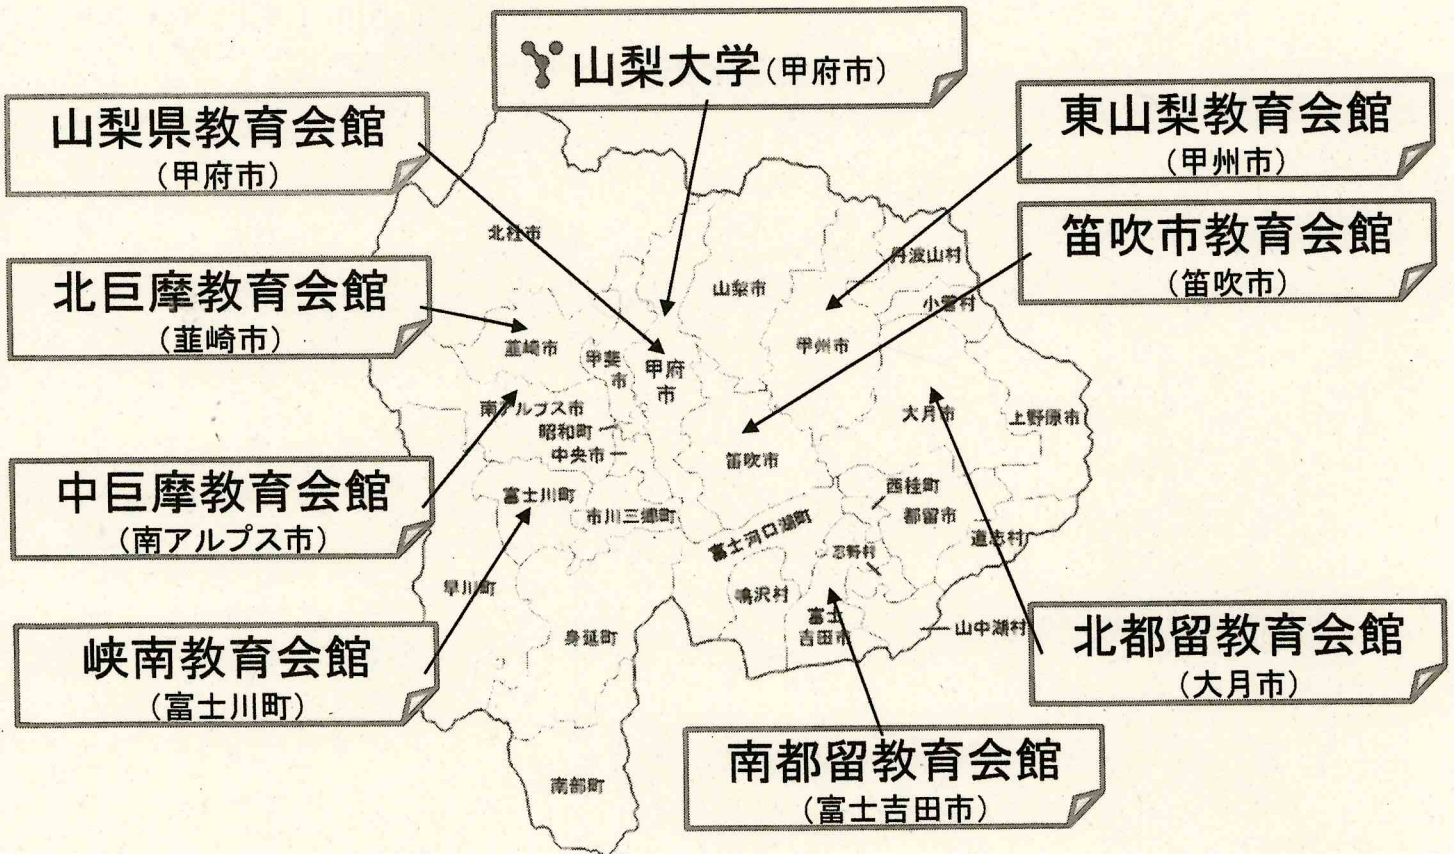 山梨大学(甲府市)
山梨県教育会館
(甲府市)
東山梨教育会館
(甲州市)
笛吹市教育会館
(笛吹市)
北巨摩教育会館
(韮崎市)
中巨摩教育会館
(南アルプス市)
峡南教育会館
(富士川町)
北都留教育会館
(大月市)
南都留教育会館
(富士吉田市)
北杜市
丹波山村
山梨市
小菅村
韮崎市
甲斐
市
甲府
市
甲州市
南アルプス市
昭和町
中央市
大月市
上野原市
笛吹市
富士川町
市川三郷町
西桂町
都留市
富士河口湖町
忍野村
道志村
早川町
鳴沢村
富士
吉田市
山中湖村
身延町
南部町